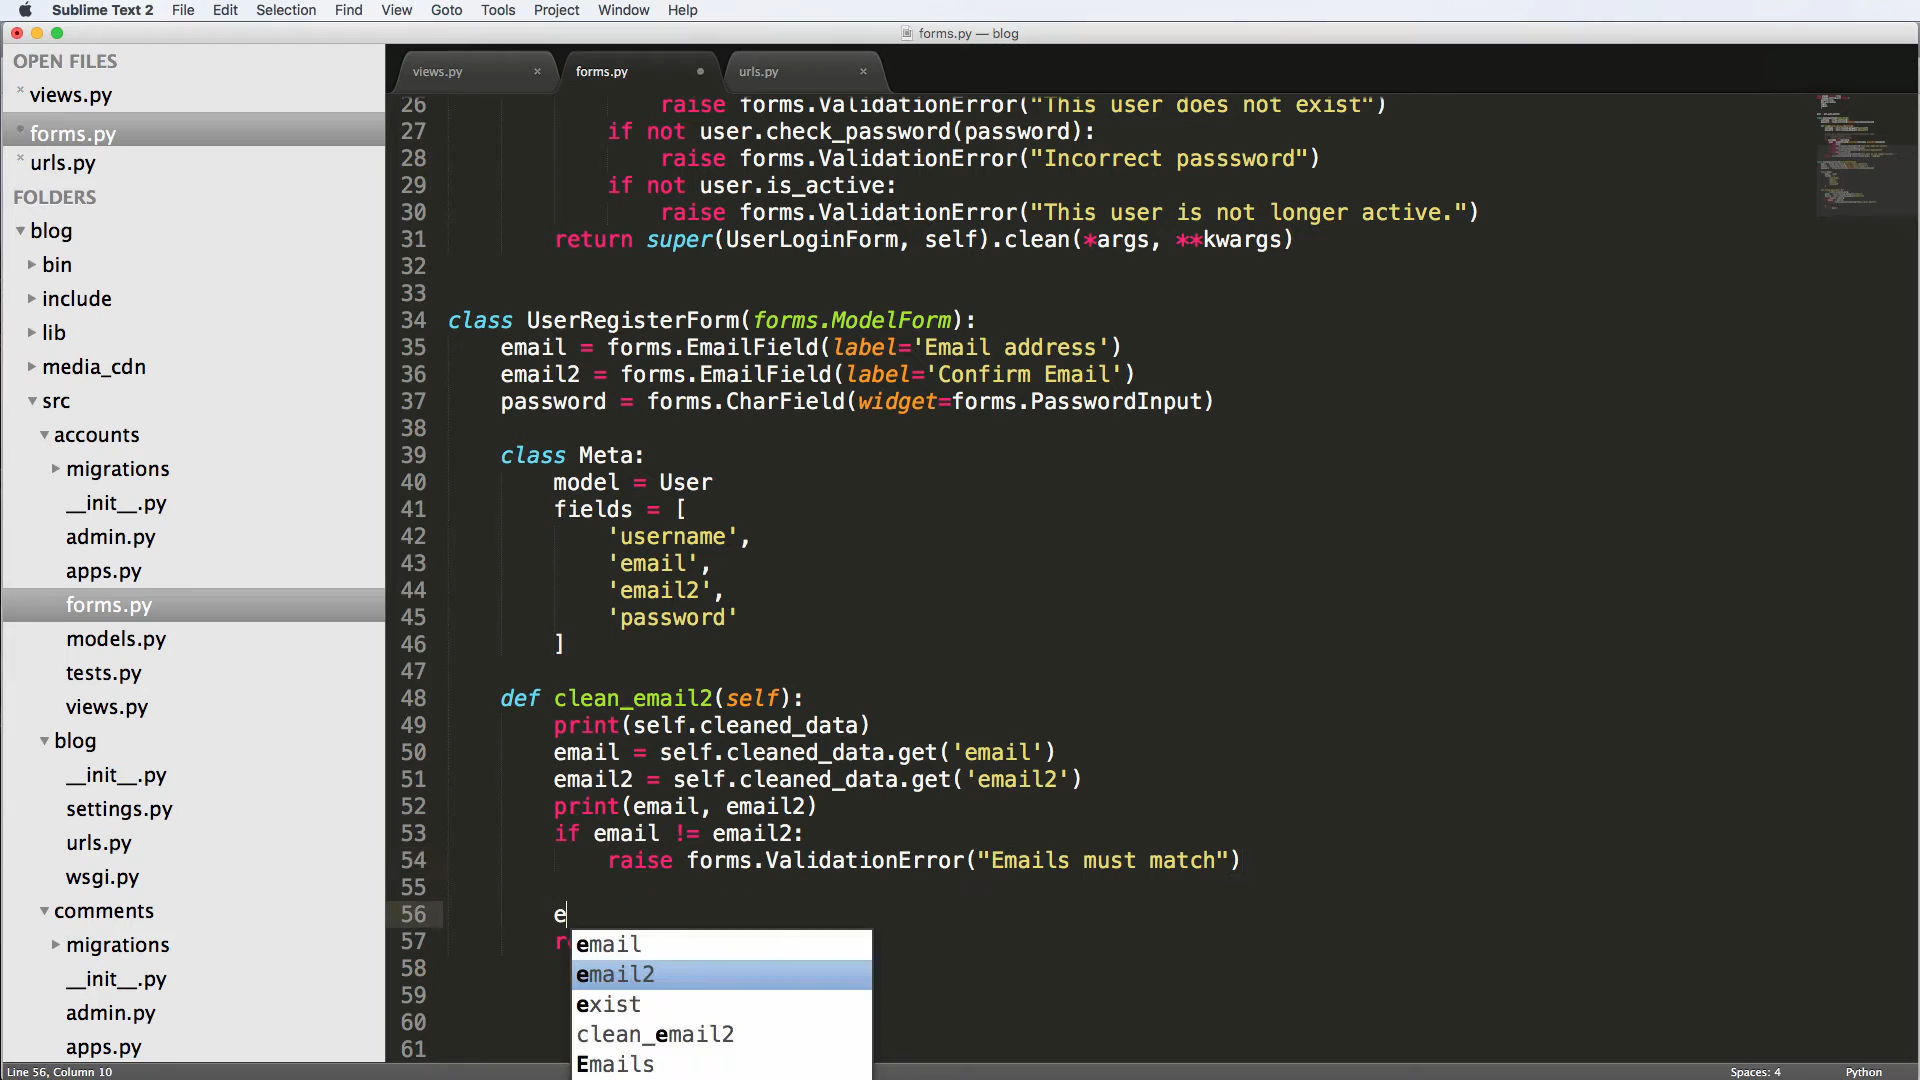 Sublime Text 2 File Edit Selection Find View Goto Tools Project Window Help
forms.py — blog
OPEN FILES
views.py
forms.py
urls.py
FOLDERS
blog
bin
include
lib
media_cdn
src
accounts
migrations
__init__.py
admin.py
apps.py
forms.py
models.py
tests.py
views.py
blog
__init__.py
settings.py
urls.py
wsgi.py
comments
migrations
__init__.py
admin.py
apps.py
views.py forms.py urls.py
26 raise forms.ValidationError("This user does not exist")
27 if not user.check_password(password):
28 raise forms.ValidationError("Incorrect passsword")
29 if not user.is_active:
30 raise forms.ValidationError("This user is not longer active.")
31 return super(UserLoginForm, self).clean(*args, **kwargs)
32
33
34 class UserRegisterForm(forms.ModelForm):
35 email = forms.EmailField(label='Email address')
36 email2 = forms.EmailField(label='Confirm Email')
37 password = forms.CharField(widget=forms.PasswordInput)
38
39 class Meta:
40 model = User
41 fields = [
42 'username',
43 'email',
44 'email2',
45 'password'
46 ]
47
48 def clean_email2(self):
49 print(self.cleaned_data)
50 email = self.cleaned_data.get('email')
51 email2 = self.cleaned_data.get('email2')
52 print(email, email2)
53 if email != email2:
54 raise forms.ValidationError("Emails must match")
55
56 e
57
58
59
60
61
email
email2
exist
clean_email2
Emails
Line 56, Column 10 Spaces: 4 Python